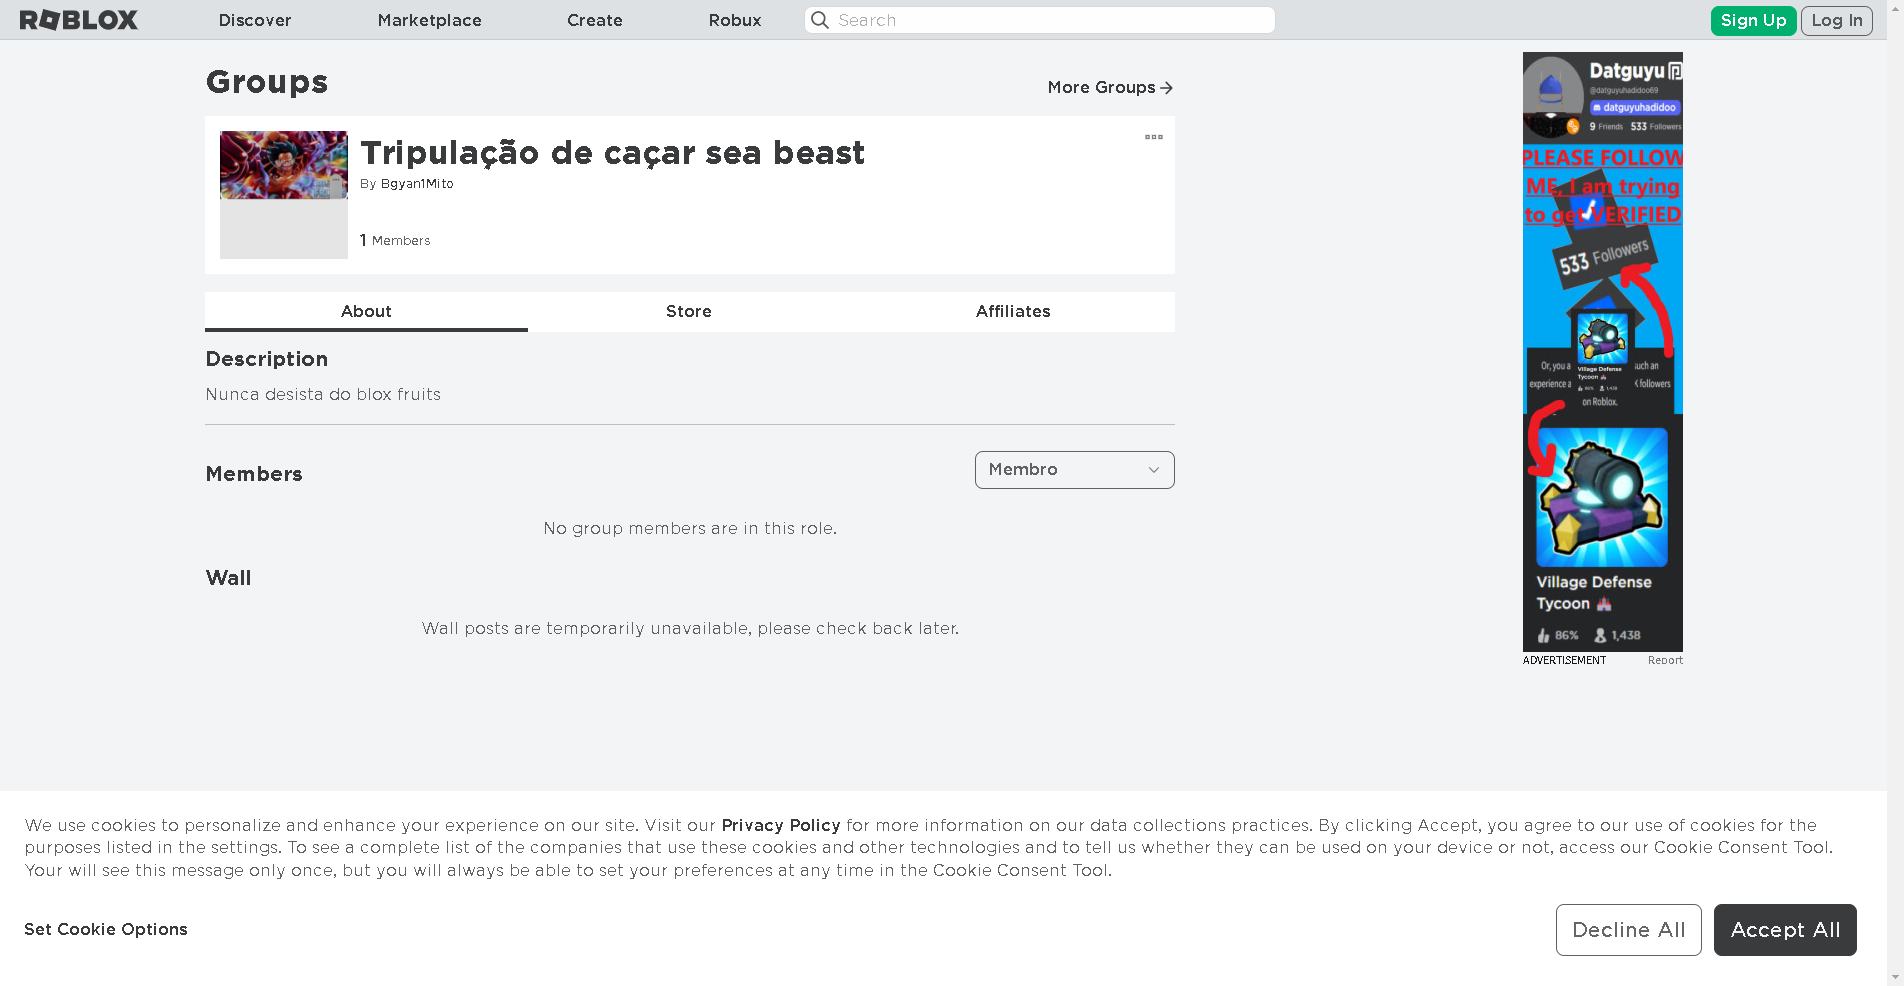 ROBLOX Discover Marketplace Create Robux Search Sign Up Log In
Groups
More Groups
Tripulação de caçar sea beast
By Bgyan1Mito
1 Members
About Store Affiliates
Description
Nunca desista do blox fruits
Members
Membro
No group members are in this role.
Wall
Wall posts are temporarily unavailable, please check back later.
Datguyu
@datguyuhadidoo69
datguyuhadidoo
9 Friends 533 Followers
PLEASE FOLLOW
ME, I am trying
to get VERIFIED
533 Followers
Or, you a
such an
experience a
K followers
on Roblox.
Village Defense
Tycoon
86% 1,438
Village Defense
Tycoon
86% 1,438
ADVERTISEMENT Report
We use cookies to personalize and enhance your experience on our site. Visit our Privacy Policy for more information on our data collections practices. By clicking Accept, you agree to our use of cookies for the
purposes listed in the settings. To see a complete list of the companies that use these cookies and other technologies and to tell us whether they can be used on your device or not, access our Cookie Consent Tool.
Your will see this message only once, but you will always be able to set your preferences at any time in the Cookie Consent Tool.
Set Cookie Options
Decline All
Accept All